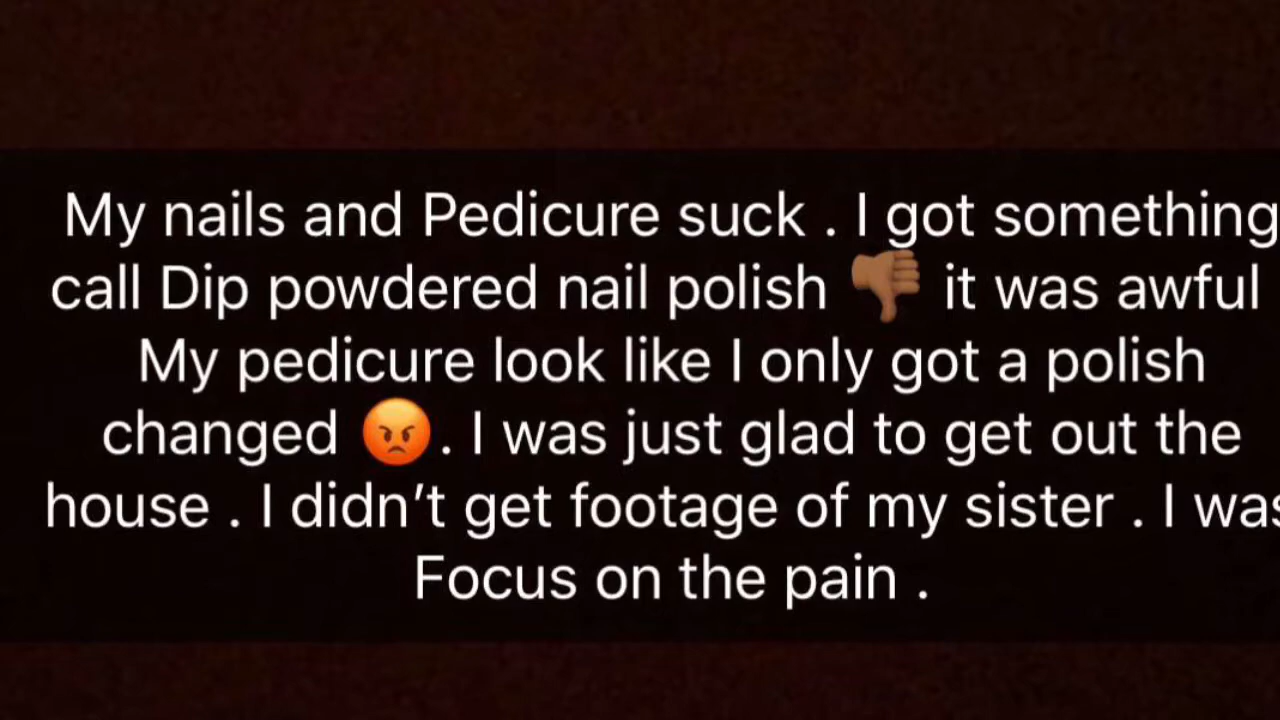 My nails and Pedicure suck . I got something
call Dip powdered nail polish 👎🏽 it was awful
My pedicure look like I only got a polish
changed 😡. I was just glad to get out the
house . I didn’t get footage of my sister . I was
Focus on the pain .